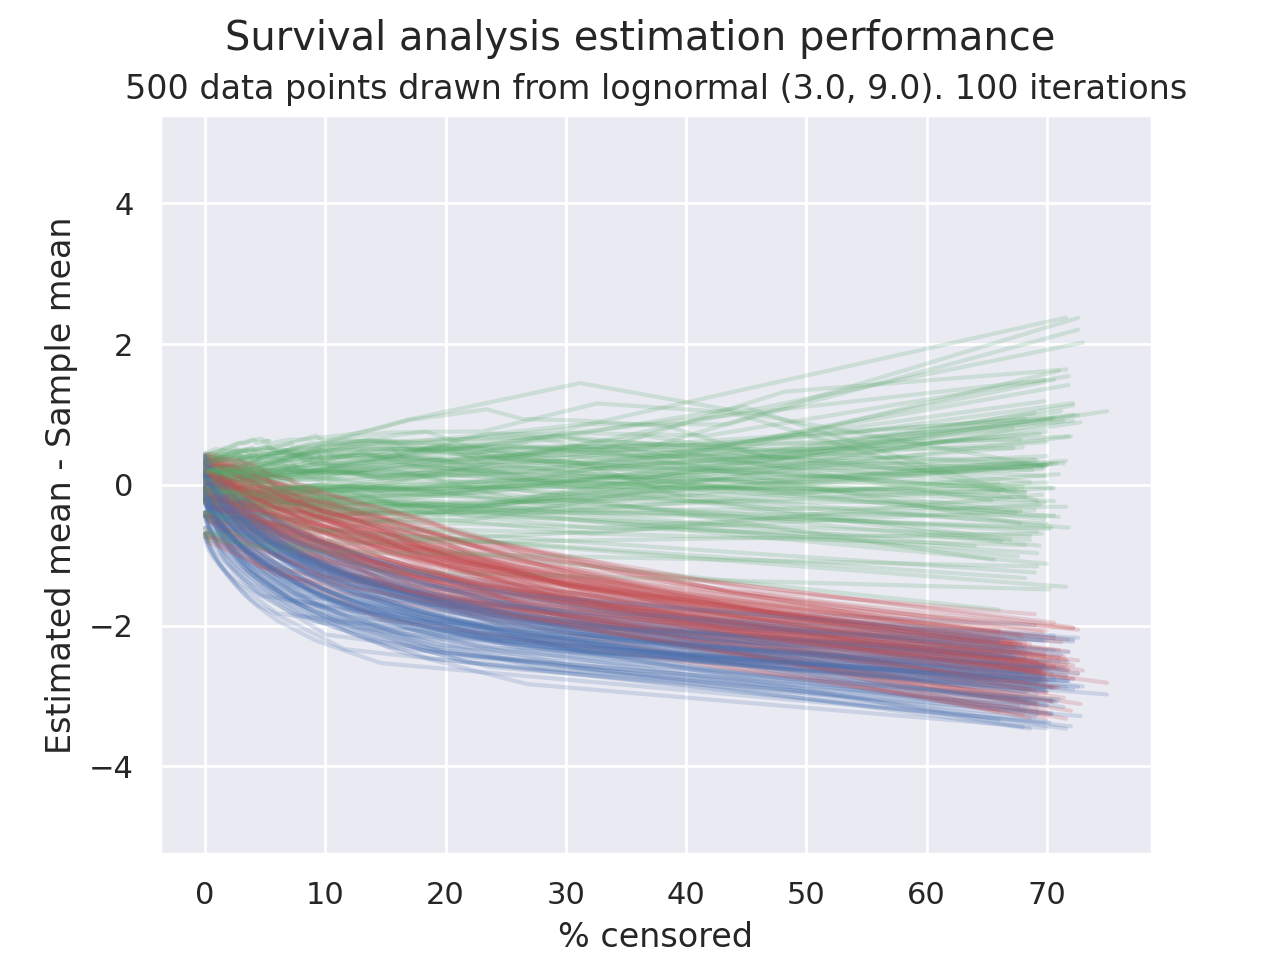 Survival analysis estimation performance
500 data points drawn from lognormal (3.0, 9.0). 100 iterations
Estimated mean - Sample mean
4
2
0
−2
−4
0 10 20 30 40 50 60 70
% censored